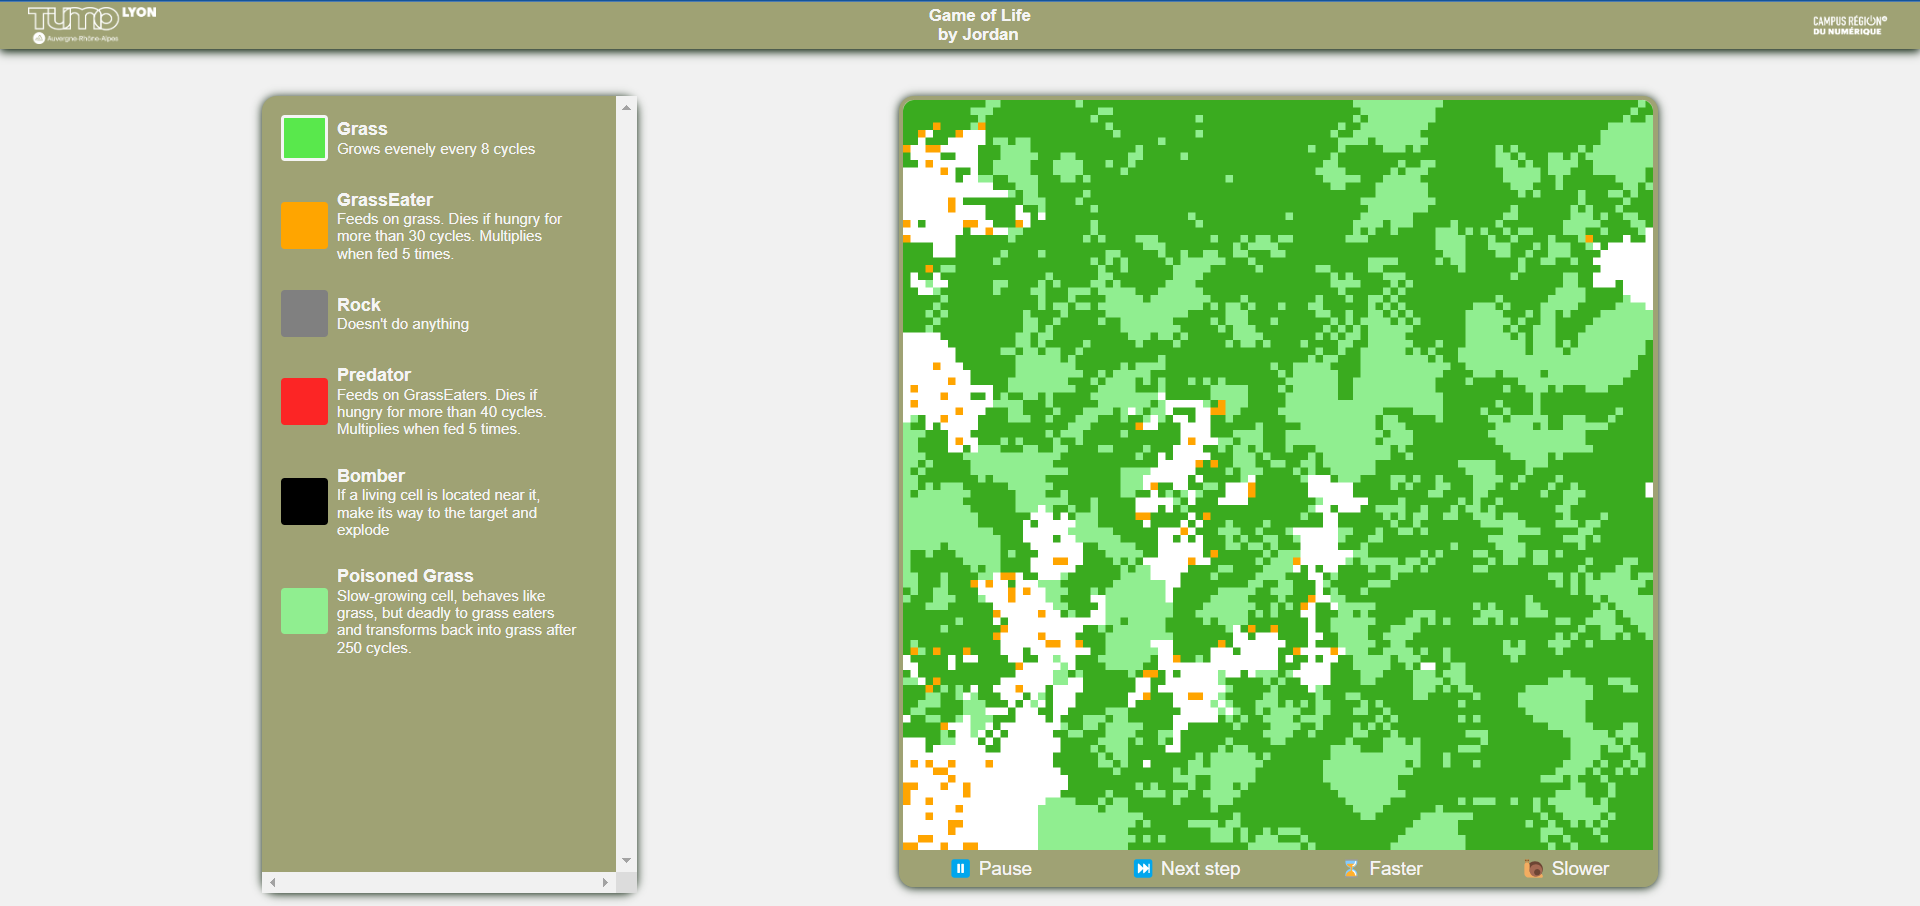 TUMO LYON
Auvergne-Rhône-Alpes
Game of Life
by Jordan
CAMPUS RÉGION
DU NUMÉRIQUE
Grass
Grows evenely every 8 cycles
GrassEater
Feeds on grass. Dies if hungry for
more than 30 cycles. Multiplies
when fed 5 times.
Rock
Doesn't do anything
Predator
Feeds on GrassEaters. Dies if
hungry for more than 40 cycles.
Multiplies when fed 5 times.
Bomber
If a living cell is located near it,
make its way to the target and
explode
Poisoned Grass
Slow-growing cell, behaves like
grass, but deadly to grass eaters
and transforms back into grass after
250 cycles.
Pause
Next step
Faster
Slower